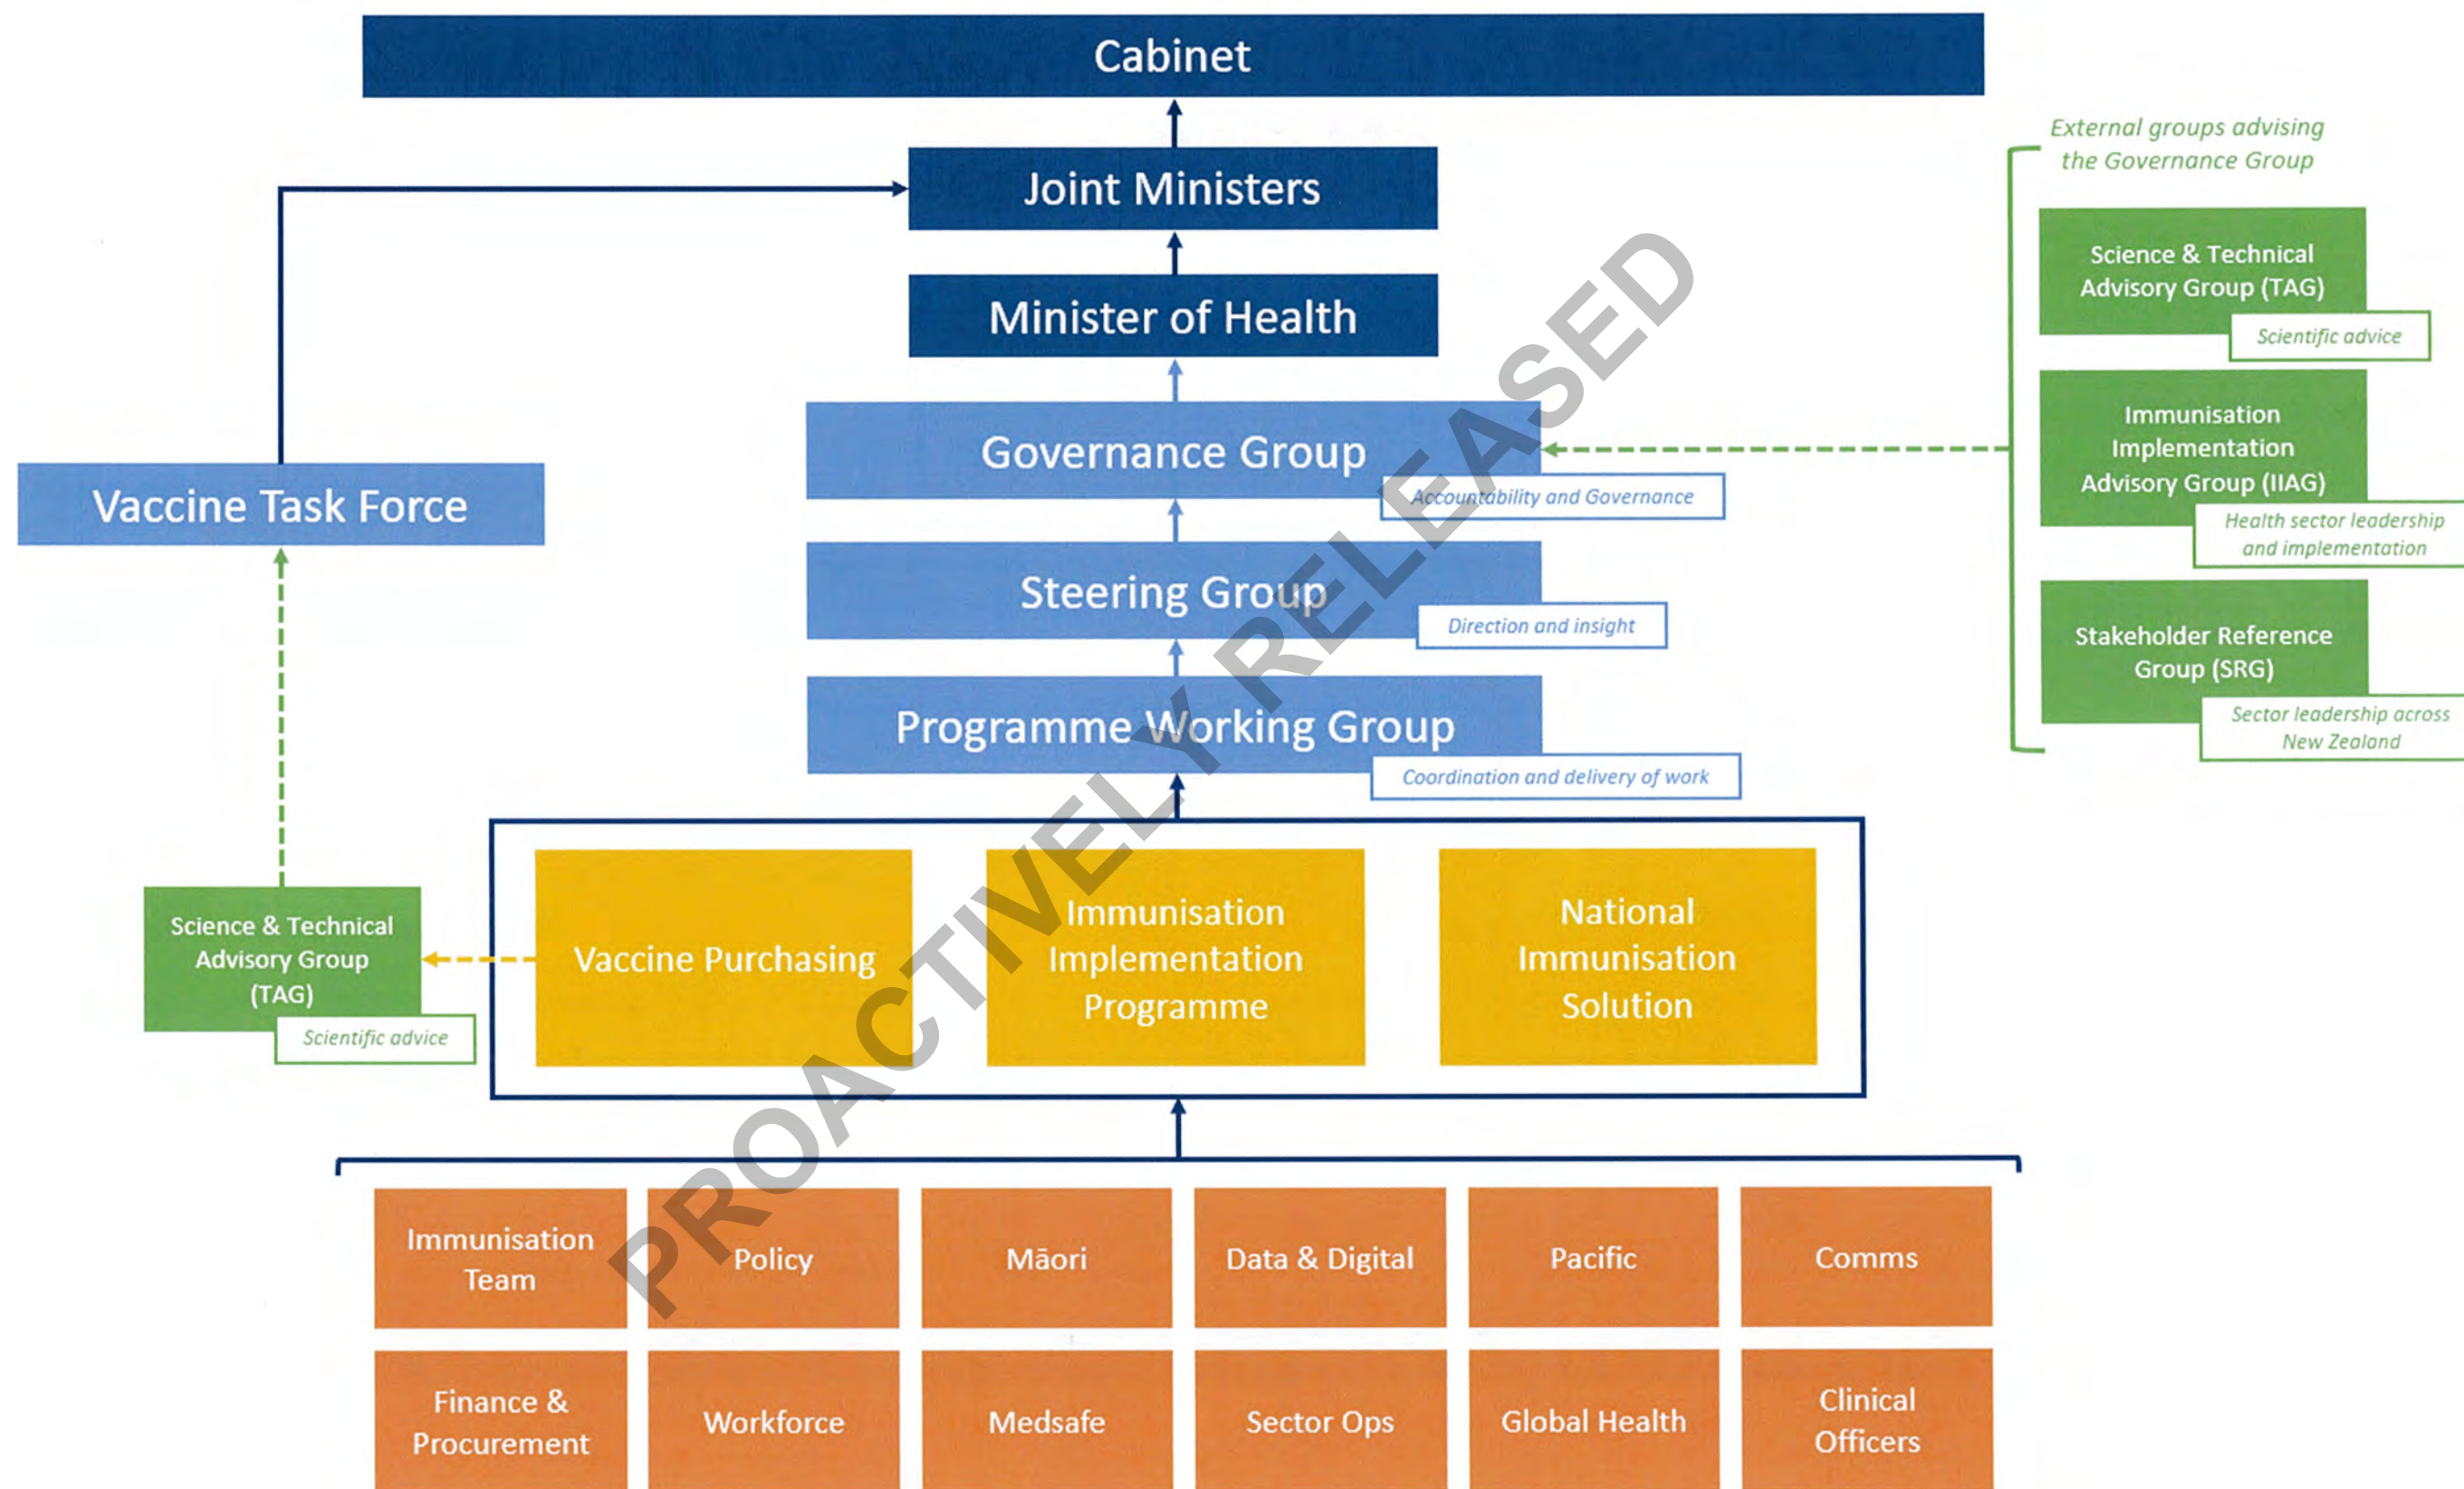 Cabinet
External groups advising
the Governance Group
Joint Ministers
Science & Technical
Advisory Group (TAG)
Scientific advice
Minister of Health
Immunisation
Implementation
Advisory Group (IIAG)
Health sector leadership
and implementation
Governance Group
Accountability and Governance
Vaccine Task Force
Steering Group
Direction and insight
Stakeholder Reference
Group (SRG)
Sector leadership across
New Zealand
Programme Working Group
Coordination and delivery of work
Science & Technical
Advisory Group
(TAG)
Scientific advice
Vaccine Purchasing
Immunisation
Implementation
Programme
National
Immunisation
Solution
Immunisation
Team
Policy
Māori
Data & Digital
Pacific
Comms
Finance &
Procurement
Workforce
Medsafe
Sector Ops
Global Health
Clinical
Officers
PROACTIVELY RELEASED